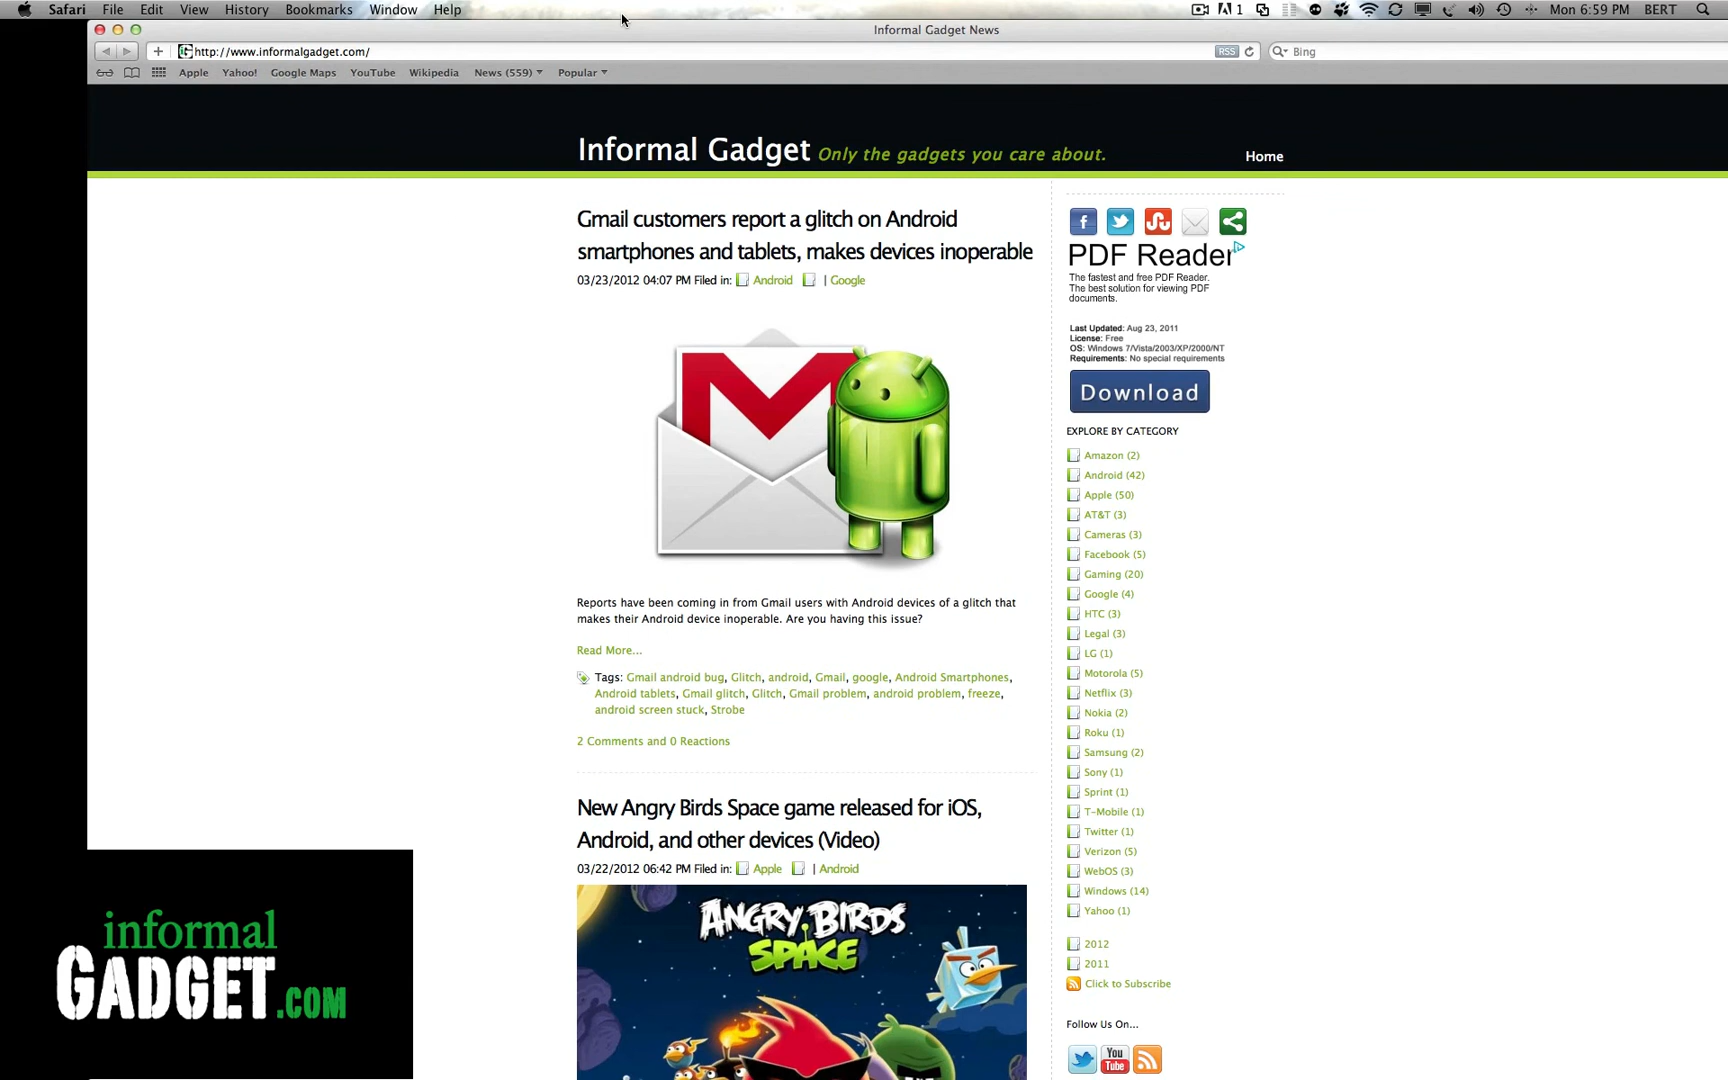 Safari File Edit View History Bookmarks Window Help
1 Mon 6:59 PM BERT
Informal Gadget News
http://www.informalgadget.com/ RSS Bing
Apple Yahoo! Google Maps YouTube Wikipedia News (559) Popular
Informal Gadget Only the gadgets you care about. Home
Gmail customers report a glitch on Android
smartphones and tablets, makes devices inoperable
03/23/2012 04:07 PM Filed in: Android | Google
Reports have been coming in from Gmail users with Android devices of a glitch that
makes their Android device inoperable. Are you having this issue?
Read More...
Tags: Gmail android bug, Glitch, android, Gmail, google, Android Smartphones,
Android tablets, Gmail glitch, Glitch, Gmail problem, android problem, freeze,
android screen stuck, Strobe
2 Comments and 0 Reactions
New Angry Birds Space game released for iOS,
Android, and other devices (Video)
03/22/2012 06:42 PM Filed in: Apple | Android
ANGRY BIRDS
SPACE
PDF Reader
The fastest and free PDF Reader.
The best solution for viewing PDF
documents.
Last Updated: Aug 23, 2011
License: Free
OS: Windows 7/Vista/2003/XP/2000/NT
Requirements: No special requirements
Download
EXPLORE BY CATEGORY
Amazon (2)
Android (42)
Apple (50)
AT&T (3)
Cameras (3)
Facebook (5)
Gaming (20)
Google (4)
HTC (3)
Legal (3)
LG (1)
Motorola (5)
Netflix (3)
Nokia (2)
Roku (1)
Samsung (2)
Sony (1)
Sprint (1)
T-Mobile (1)
Twitter (1)
Verizon (5)
WebOS (3)
Windows (14)
Yahoo (1)
2012
2011
Click to Subscribe
Follow Us On...
You
Tube
informal
GADGET.COM